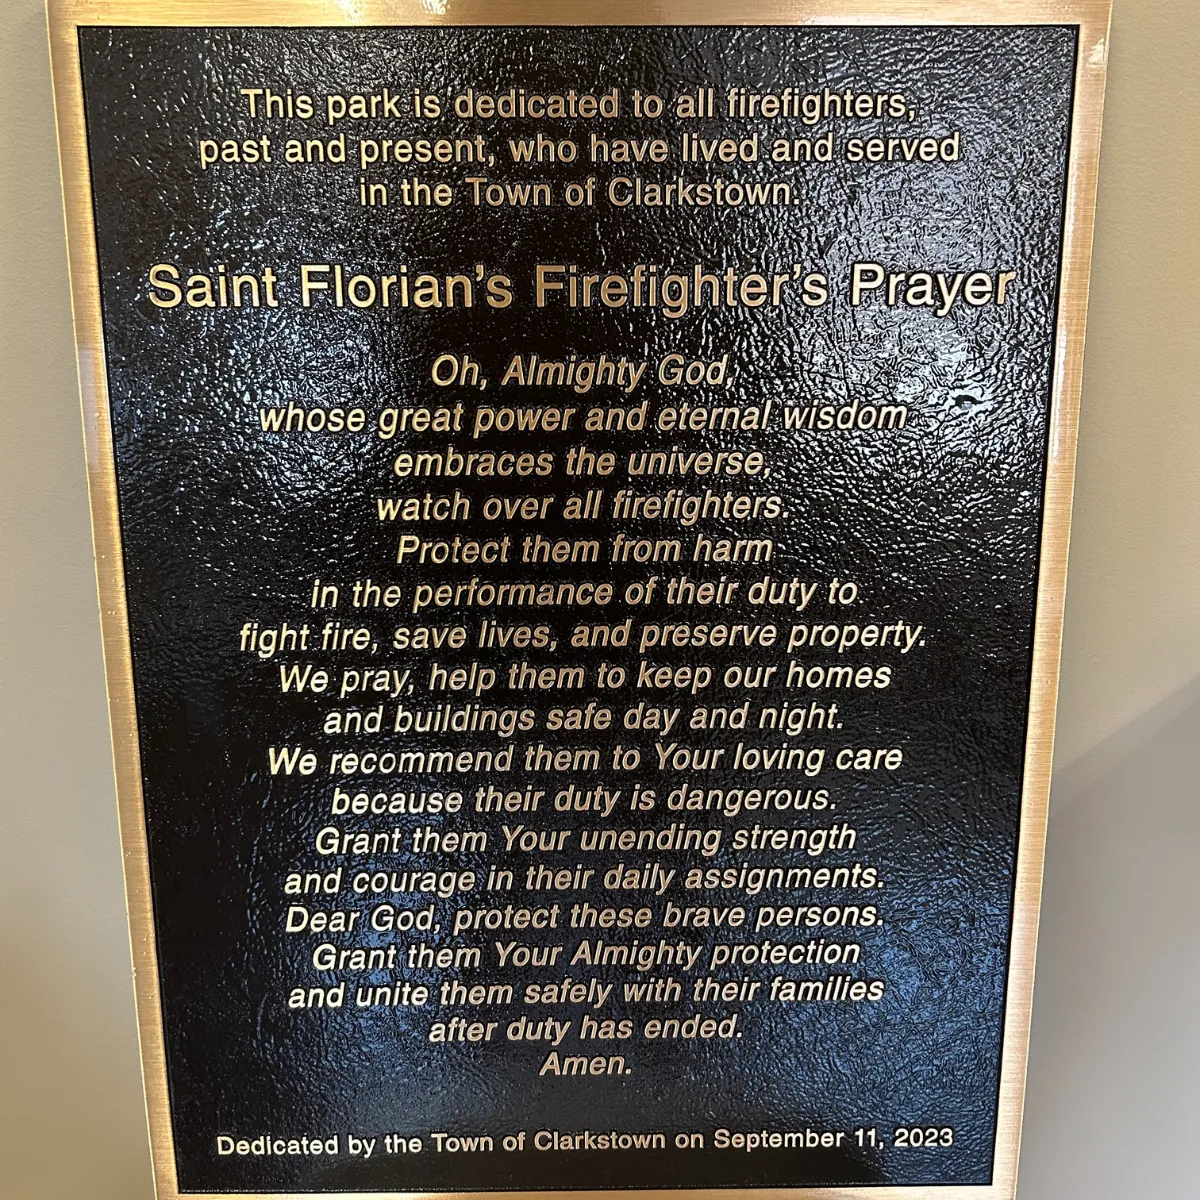 This park is dedicated to all firefighters,
past and present, who have lived and served
in the Town of Clarkstown.
Saint Florian's Firefighter's Prayer
Oh, Almighty God,
whose great power and eternal wisdom
embraces the universe,
watch over all firefighters.
Protect them from harm
in the performance of their duty to
fight fire, save lives, and preserve property.
We pray, help them to keep our homes
and buildings safe day and night.
We recommend them to Your loving care
because their duty is dangerous.
Grant them Your unending strength
and courage in their daily assignments.
Dear God, protect these brave persons.
Grant them Your Almighty protection
and unite them safely with their families
after duty has ended.
Amen.
Dedicated by the Town of Clarkstown on September 11, 2023